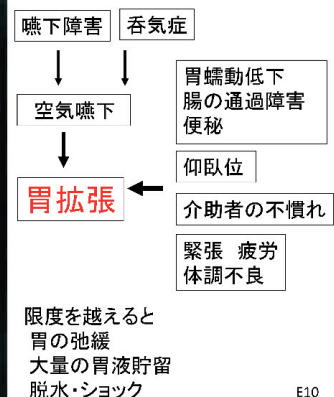 嚥下障害
呑気症
空気嚥下
胃拡張
胃蠕動低下
腸の通過障害
便秘
仰臥位
介助者の不慣れ
緊張 疲労
体調不良
限度を越えると
胃の弛緩
大量の胃液貯留
脱水・ショック
E10